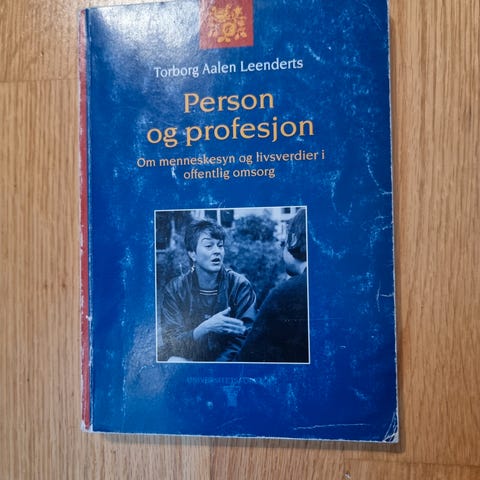 Torborg Aalen Leenderts
Person
og profesjon
Om menneskesyn og livsverdier i
offentlig omsorg